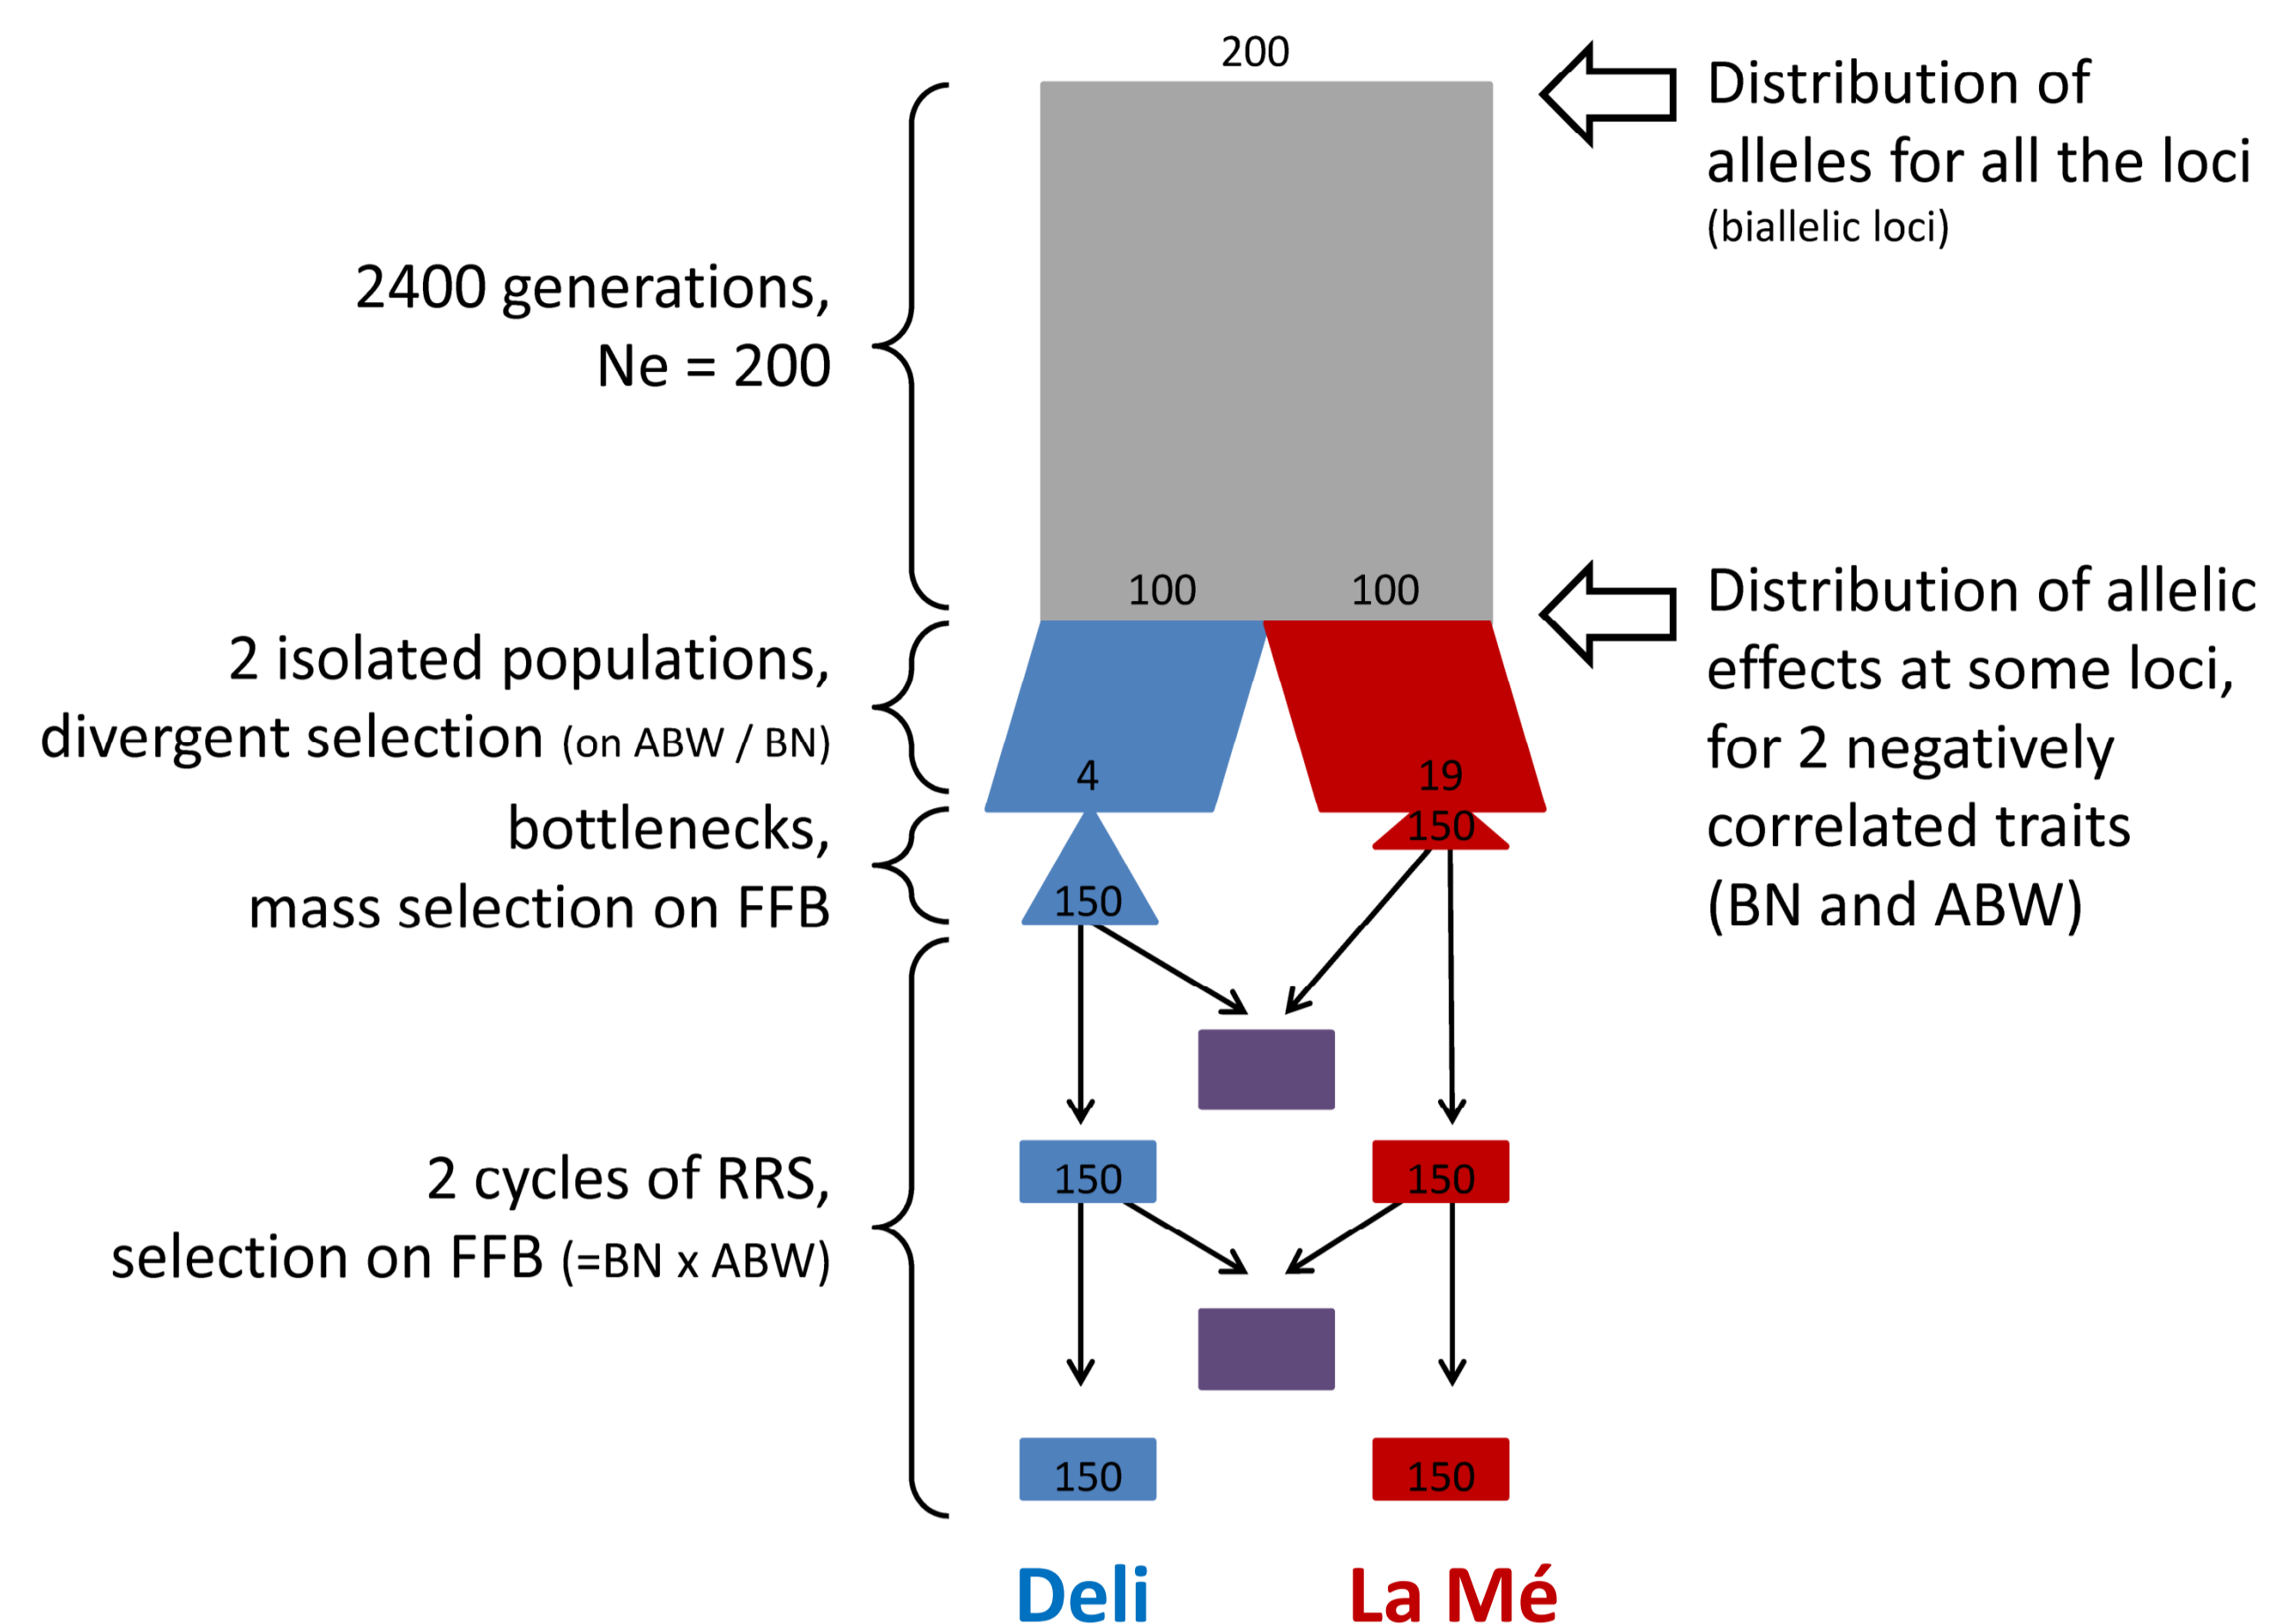 200
Distribution of
alleles for all the loci
(biallelic loci)
2400 generations,
Ne = 200
100 100
Distribution of allelic
effects at some loci,
for 2 negatively
correlated traits
(BN and ABW)
2 isolated populations,
divergent selection (on ABW / BN)
4 19
bottlenecks,
mass selection on FFB
150
150
2 cycles of RRS,
selection on FFB (=BN x ABW)
150 150
150 150
Deli La Mé